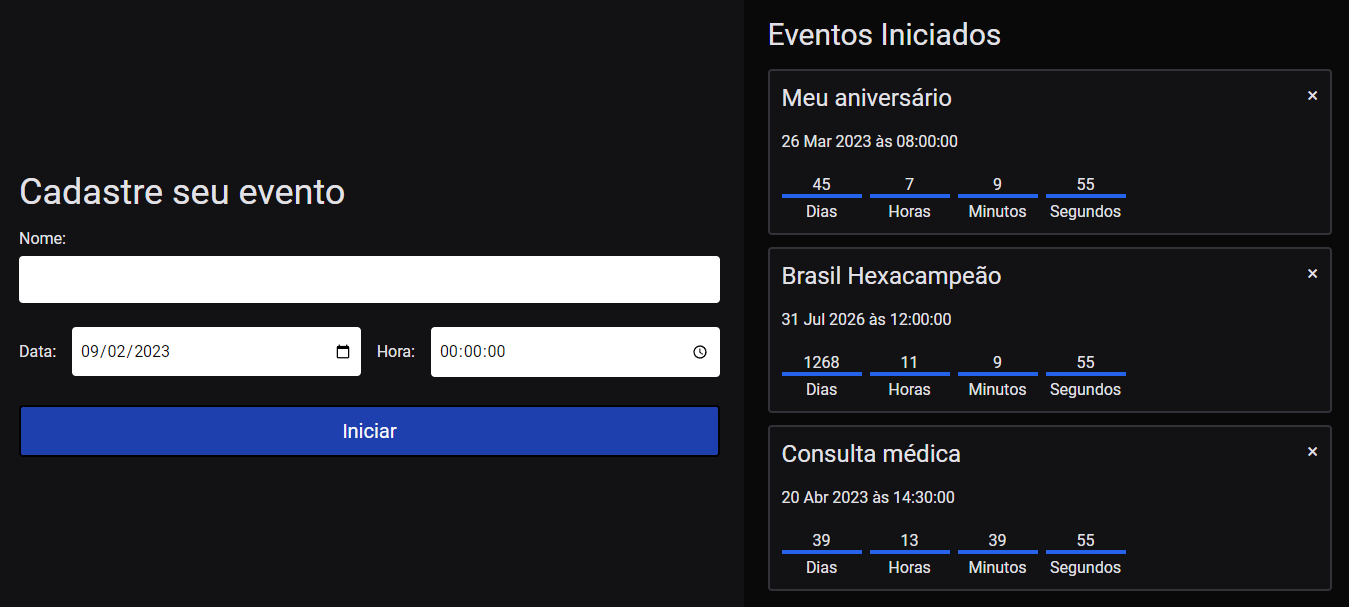 Cadastre seu evento
Nome:
Data: 09/02/2023 Hora: 00:00:00
Iniciar
Eventos Iniciados
Meu aniversário ×
26 Mar 2023 às 08:00:00
45 7 9 55
Dias Horas Minutos Segundos
Brasil Hexacampeão ×
31 Jul 2026 às 12:00:00
1268 11 9 55
Dias Horas Minutos Segundos
Consulta médica ×
20 Abr 2023 às 14:30:00
39 13 39 55
Dias Horas Minutos Segundos